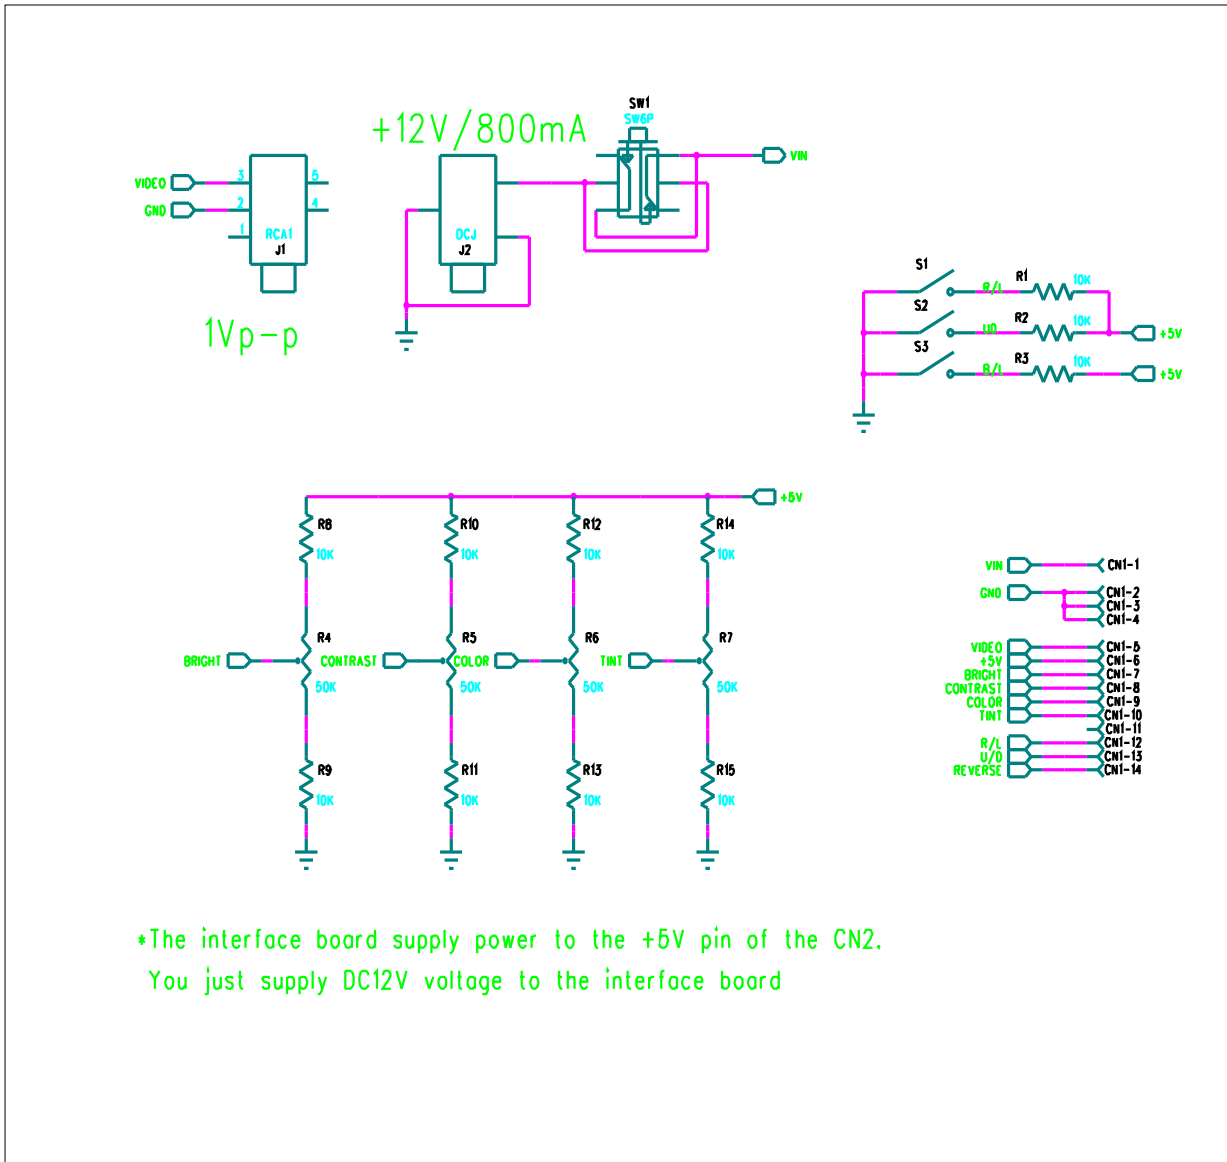 +12V/800mA
SW1
SW6P
VIN
VIDEO
3
5
GND
2
4
1
RCA1
J1
DCJ
J2
1Vp-p
S1
R/L
R1
10K
S2
UD
R2
10K
+5V
S3
B/L
R3
10K
+5V
+5V
R8
10K
R10
10K
R12
10K
R14
10K
BRIGHT
R4
50K
CONTRAST
R5
50K
COLOR
R6
50K
TINT
R7
50K
R9
10K
R11
10K
R13
10K
R15
10K
VIN
CN1-1
GND
CN1-2
CN1-3
CN1-4
VIDEO
CN1-5
+5V
CN1-6
BRIGHT
CN1-7
CONTRAST
CN1-8
COLOR
CN1-9
TINT
CN1-10
CN1-11
R/L
CN1-12
U/D
CN1-13
REVERSE
CN1-14
*The interface board supply power to the +5V pin of the CN2.
You just supply DC12V voltage to the interface board